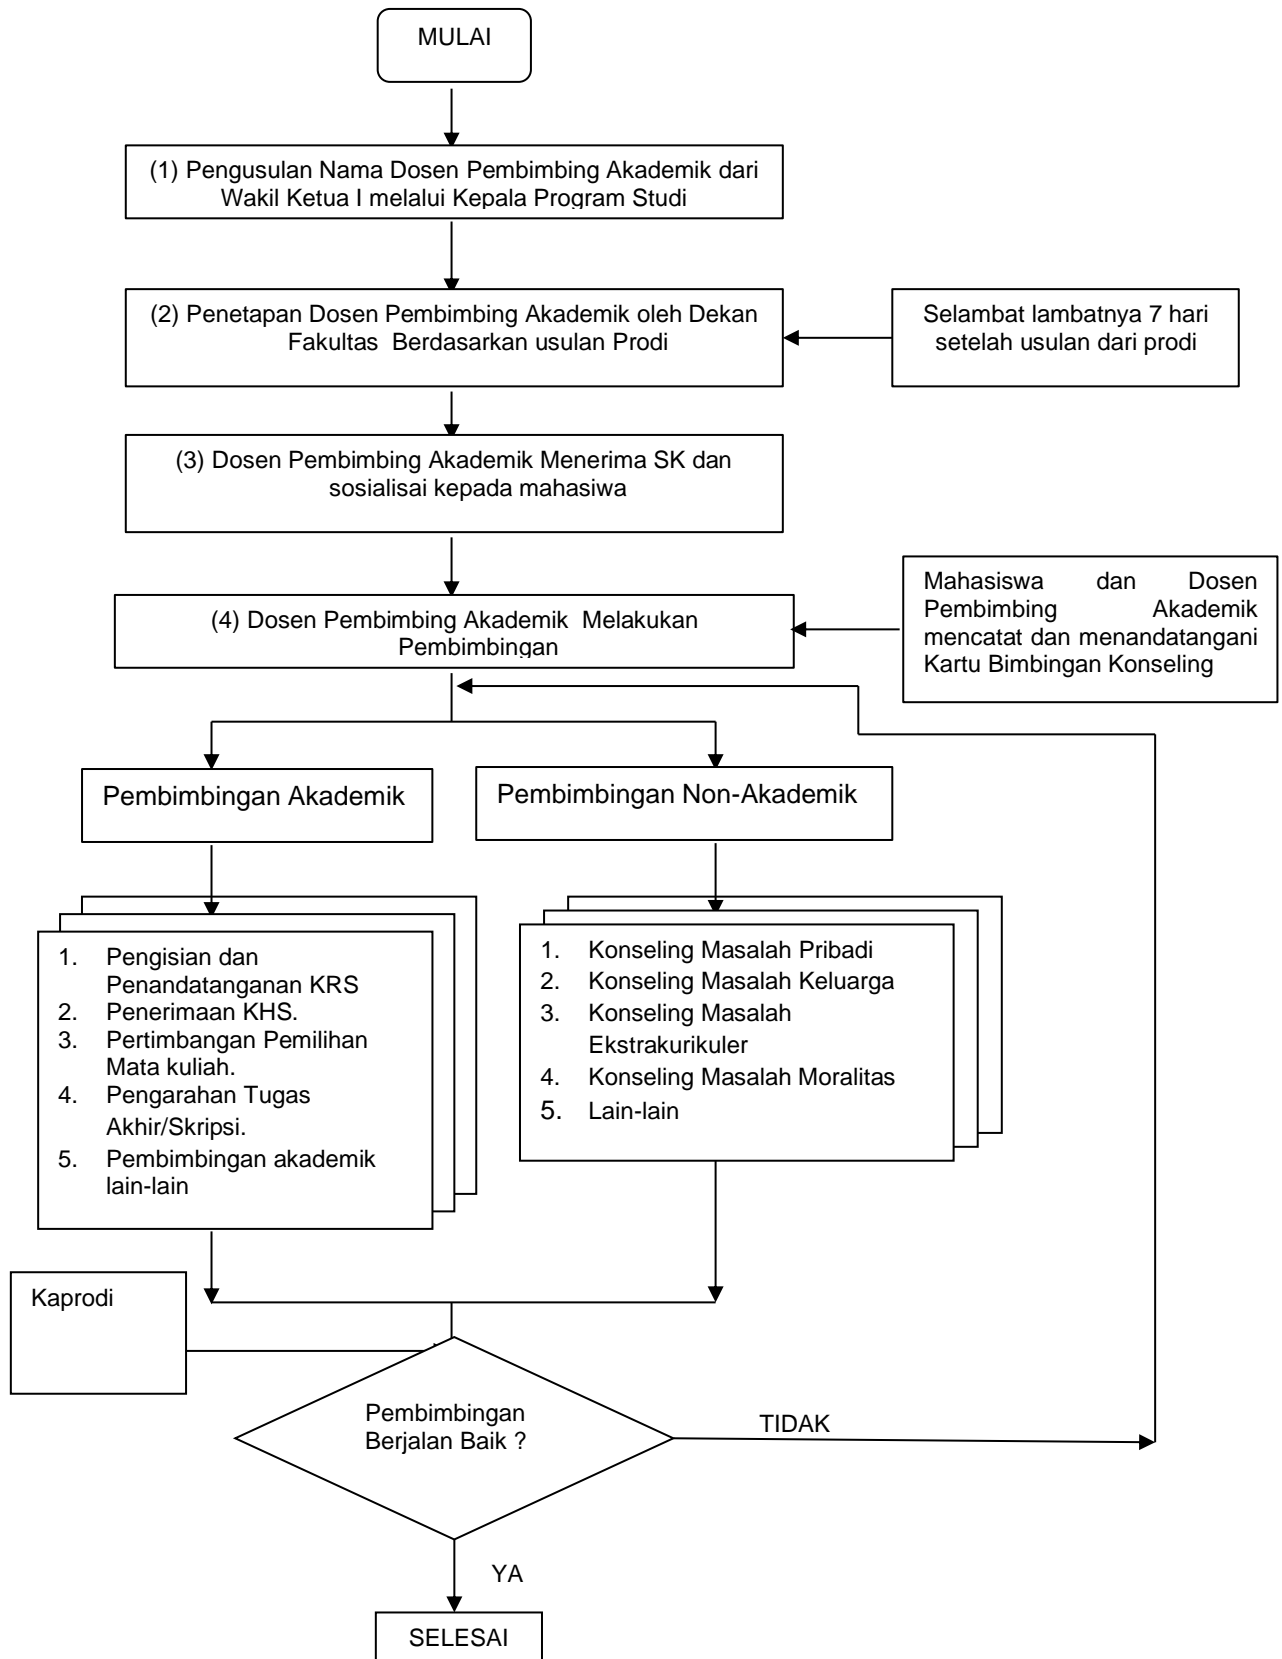 MULAI
(1) Pengusulan Nama Dosen Pembimbing Akademik dari
Wakil Ketua I melalui Kepala Program Studi
(2) Penetapan Dosen Pembimbing Akademik oleh Dekan
Fakultas Berdasarkan usulan Prodi
Selambat lambatnya 7 hari
setelah usulan dari prodi
(3) Dosen Pembimbing Akademik Menerima SK dan
sosialisai kepada mahasiwa
(4) Dosen Pembimbing Akademik Melakukan
Pembimbingan
Mahasiswa dan Dosen
Pembimbing Akademik
mencatat dan menandatangani
Kartu Bimbingan Konseling
Pembimbingan Akademik
Pembimbingan Non-Akademik
1. Pengisian dan
Penandatanganan KRS
2. Penerimaan KHS.
3. Pertimbangan Pemilihan
Mata kuliah.
4. Pengarahan Tugas
Akhir/Skripsi.
5. Pembimbingan akademik
lain-lain
1. Konseling Masalah Pribadi
2. Konseling Masalah Keluarga
3. Konseling Masalah
Ekstrakurikuler
4. Konseling Masalah Moralitas
5. Lain-lain
Kaprodi
Pembimbingan
Berjalan Baik ?
TIDAK
YA
SELESAI